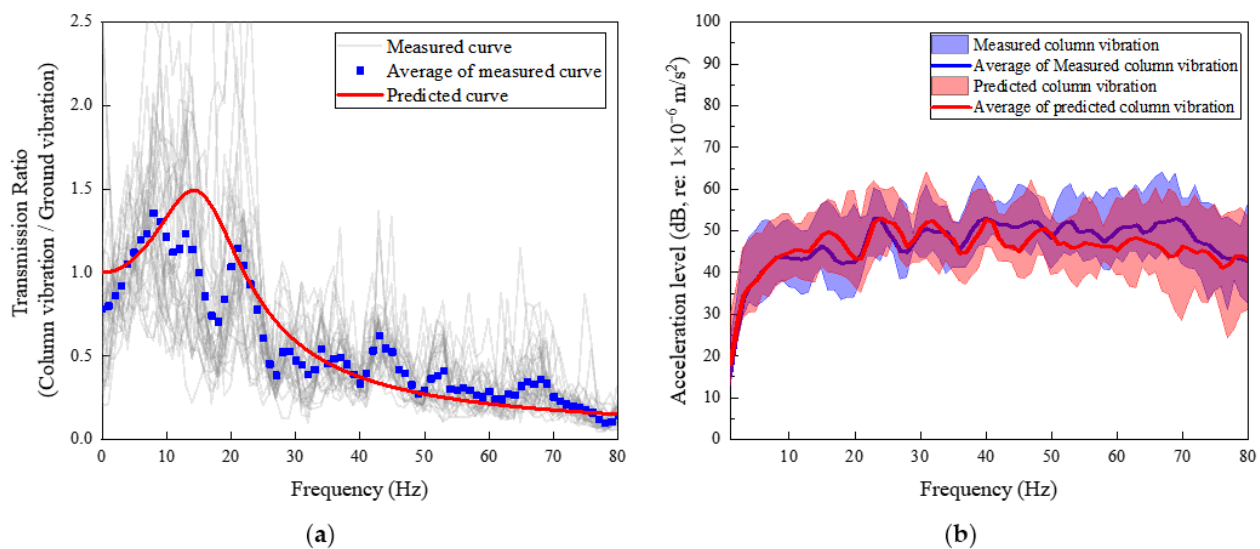 2.5
2.0
1.5
1.0
0.5
0.0
Transmission Ratio
(Column vibration / Ground vibration)
Measured curve
Average of measured curve
Predicted curve
0 10 20 30 40 50 60 70 80
Frequency (Hz)
(a)
100
90
80
70
60
50
40
30
20
10
0
Acceleration level (dB, re: 1×10⁻⁶ m/s²)
Measured column vibration
Average of Measured column vibration
Predicted column vibration
Average of predicted column vibration
10 20 30 40 50 60 70 80
Frequency (Hz)
(b)